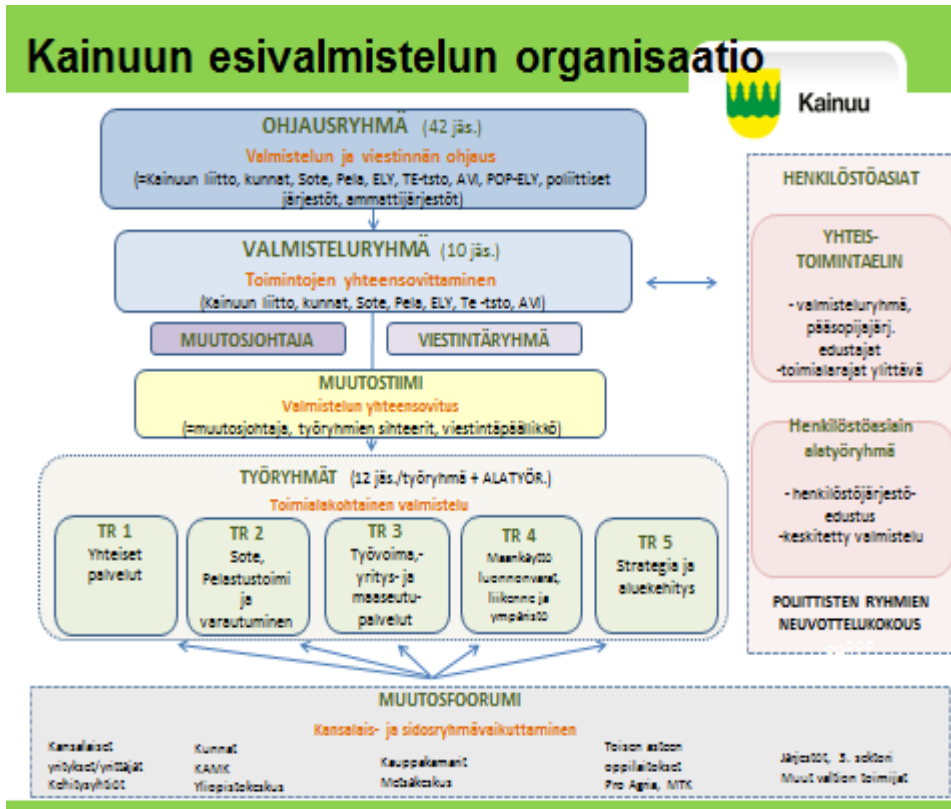 Kainuun esivalmistelun organisaatio
Kainuu
OHJAUSRYHMÄ (42 jäs.)
Valmistelun ja viestinnän ohjaus
(=Kainuun liitto, kunnat, Sote, Pela, ELY, TE-tsto, AVI, POP-ELY, poliittiset
järjestöt, ammattijärjestöt)
VALMISTELURYHMÄ (10 jäs.)
Toimintojen yhteensovittaminen
(Kainuun liitto, kunnat, Sote, Pela, ELY, Te -tsto, AVI)
MUUTOSJOHTAJA
VIESTINTÄRYHMÄ
MUUTOSTIIMI
Valmistelun yhteensovitus
(=muutosjohtaja, työryhmien sihteerit, viestintäpäällikkö)
TYÖRYHMÄT (12 jäs./työryhmä + ALATYÖR.)
Toimialakohtainen valmistelu
TR 1
Yhteiset
palvelut
TR 2
Sote,
Pelastustoimi
ja
varautuminen
TR 3
Työvoima,-
yritys- ja
maaseutu-
palvelut
TR 4
Maankäyttö
luonnonvarat,
liikenne ja
ympäristö
TR 5
Strategia ja
aluekehitys
HENKILÖSTÖASIAT
YHTEIS-
TOIMINTAELIN
- valmisteluryhmä,
pääsopijajärj.
edustajat
-toimialarajat ylittävä
Henkilöstöasiain
alatyöryhmä
- henkilöstöjärjestö-
edustus
-keskitetty valmistelu
POLIITTISTEN RYHMIEN
NEUVOTTELUKOKOUS
MUUTOSFOORUMI
Kansalais- ja sidosryhmävaikuttaminen
Kansalaiset
yritykset/yrittäjät
Kehitysyhtiöt
Kunnat
KAMK
Yliopistokeskus
Kauppakamarit
Metsäkeskus
Toisen asteen
oppilaitokset
Pro Agria, MTK
Järjestöt, 3. sektori
Muut valtion toimijat